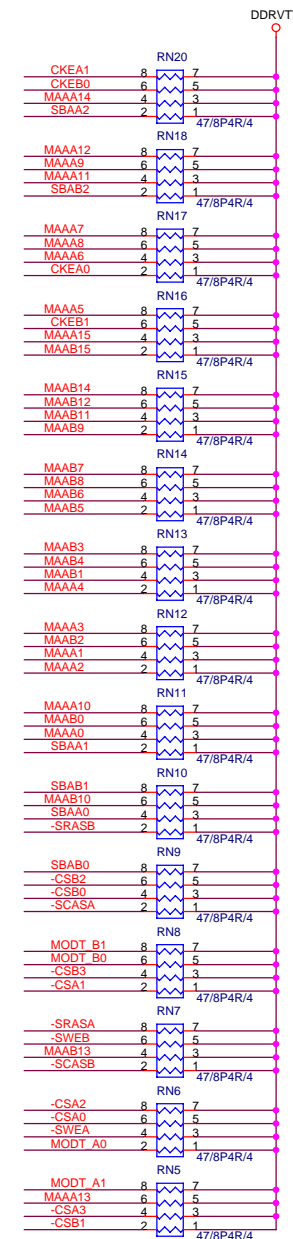 DDRVT
RN20
CKEA1 8 7
CKEB0 6 5
MAAA14 4 3
SBAA2 2 1
47/8P4R/4
RN18
MAAA12 8 7
MAAA9 6 5
MAAA11 4 3
SBAB2 2 1
47/8P4R/4
RN17
MAAA7 8 7
MAAA8 6 5
MAAA6 4 3
CKEA0 2 1
47/8P4R/4
RN16
MAAA5 8 7
CKEB1 6 5
MAAA15 4 3
MAAB15 2 1
47/8P4R/4
RN15
MAAB14 8 7
MAAB12 6 5
MAAB11 4 3
MAAB9 2 1
47/8P4R/4
RN14
MAAB7 8 7
MAAB8 6 5
MAAB6 4 3
MAAB5 2 1
47/8P4R/4
RN13
MAAB3 8 7
MAAB4 6 5
MAAB1 4 3
MAAA4 2 1
47/8P4R/4
RN12
MAAA3 8 7
MAAB2 6 5
MAAA1 4 3
MAAA2 2 1
47/8P4R/4
RN11
MAAA10 8 7
MAAB0 6 5
MAAA0 4 3
SBAA1 2 1
47/8P4R/4
RN10
SBAB1 8 7
MAAB10 6 5
SBAA0 4 3
-SRASB 2 1
47/8P4R/4
RN9
SBAB0 8 7
-CSB2 6 5
-CSB0 4 3
-SCASA 2 1
47/8P4R/4
RN8
MODT_B1 8 7
MODT_B0 6 5
-CSB3 4 3
-CSA1 2 1
47/8P4R/4
RN7
-SRASA 8 7
-SWEB 6 5
MAAB13 4 3
-SCASB 2 1
47/8P4R/4
RN6
-CSA2 8 7
-CSA0 6 5
-SWEA 4 3
MODT_A0 2 1
47/8P4R/4
RN5
MODT_A1 8 7
MAAA13 6 5
-CSA3 4 3
-CSB1 2 1
47/8P4R/4